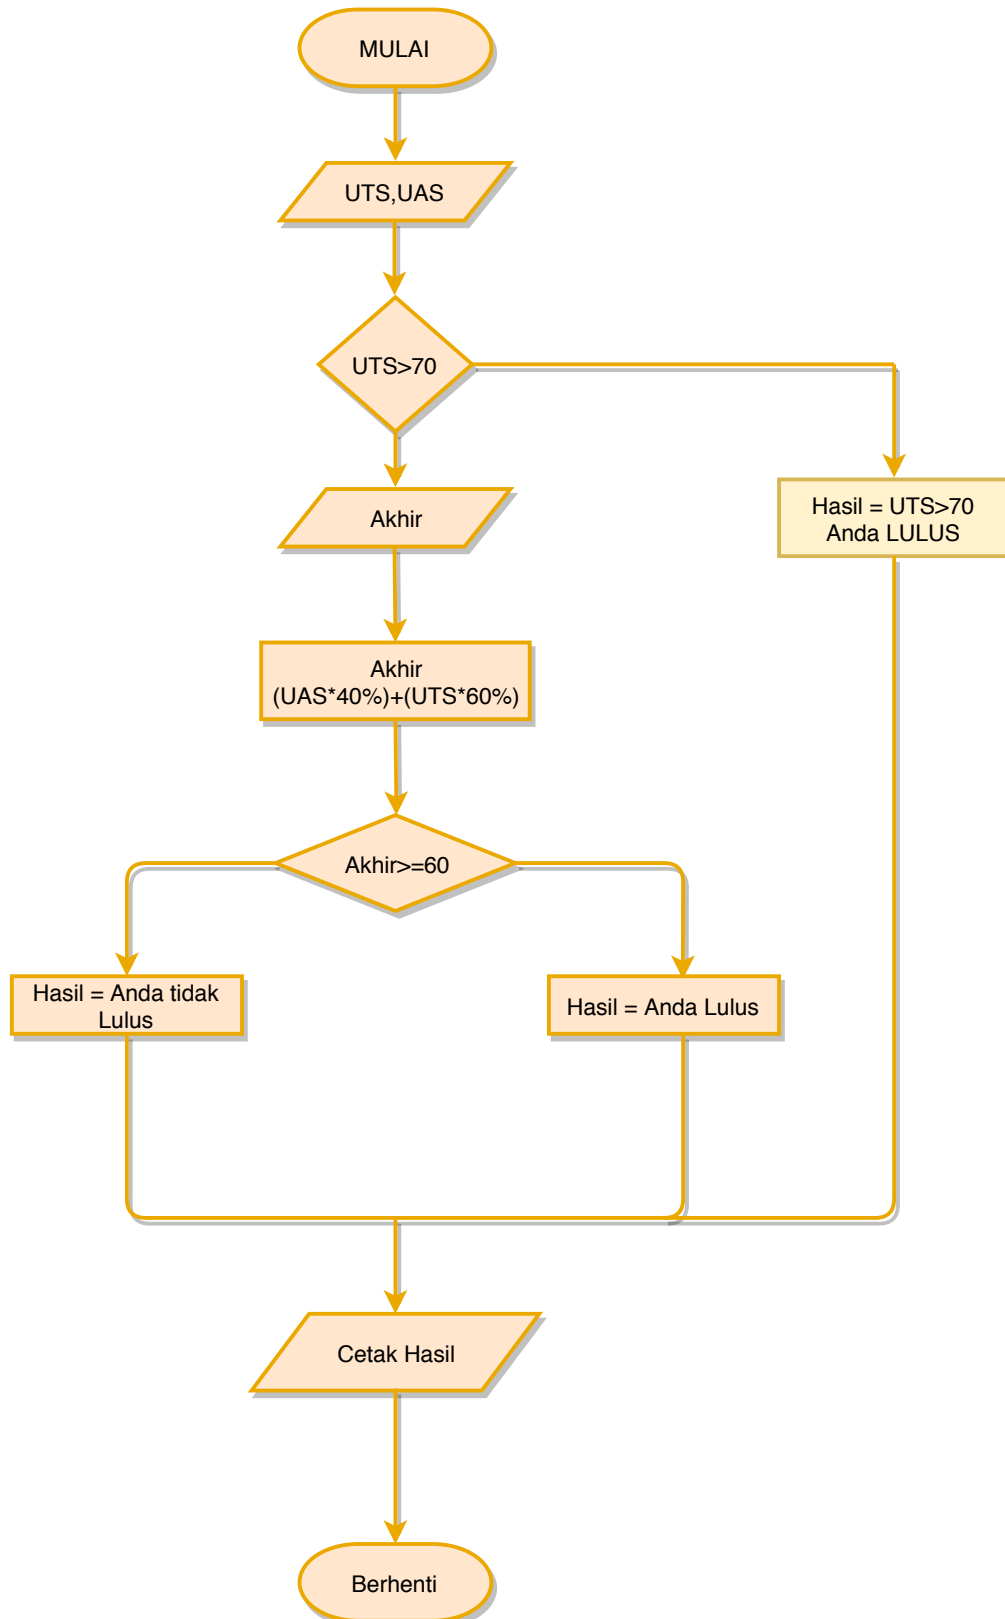 MULAI
UTS,UAS
UTS>70
Hasil = UTS>70
Anda LULUS
Akhir
Akhir
(UAS*40%)+(UTS*60%)
Akhir>=60
Hasil = Anda tidak
Lulus
Hasil = Anda Lulus
Cetak Hasil
Berhenti